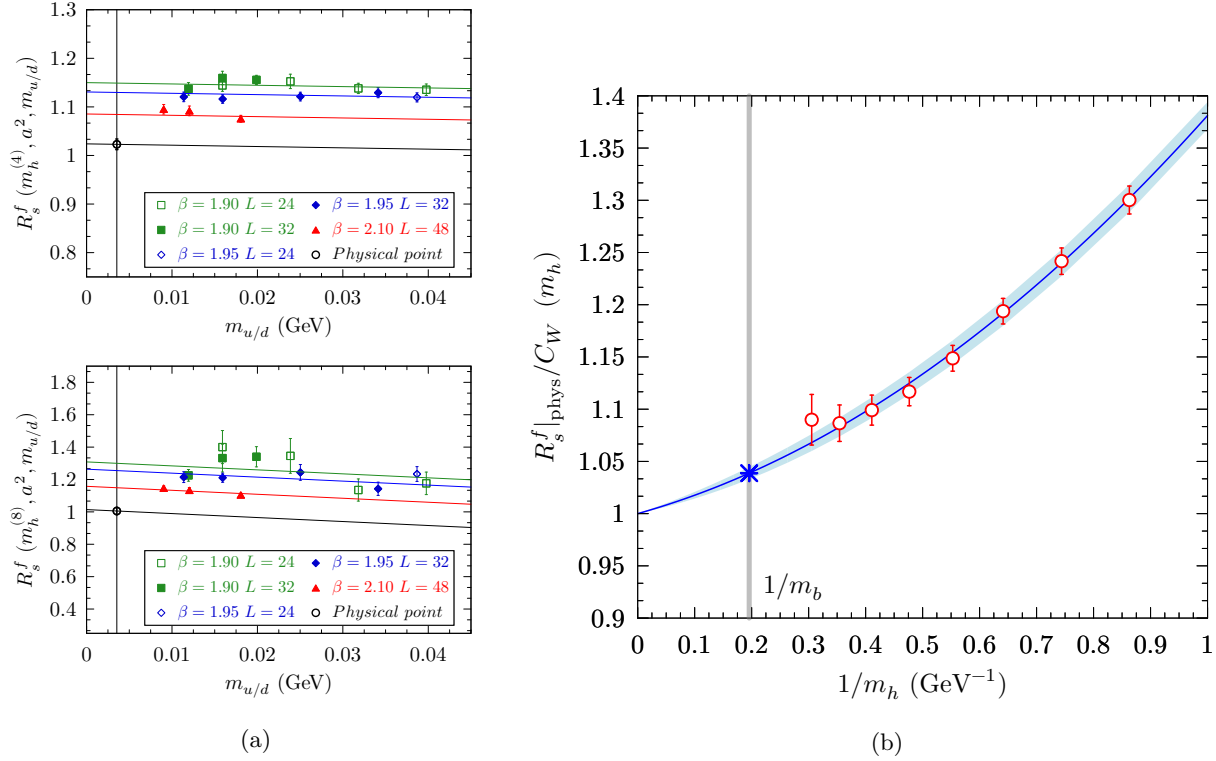 1.3
1.2
1.1
1
0.9
0.8
R_s^f (m_h^{(4)}, a^2, m_{u/d})
β = 1.90 L = 24
β = 1.90 L = 32
β = 1.95 L = 24
β = 1.95 L = 32
β = 2.10 L = 48
Physical point
0 0.01 0.02 0.03 0.04
m_{u/d} (GeV)
1.8
1.6
1.4
1.2
1
0.8
0.6
0.4
R_s^f (m_h^{(8)}, a^2, m_{u/d})
β = 1.90 L = 24
β = 1.90 L = 32
β = 1.95 L = 24
β = 1.95 L = 32
β = 2.10 L = 48
Physical point
0 0.01 0.02 0.03 0.04
m_{u/d} (GeV)
(a)
1.4
1.35
1.3
1.25
1.2
1.15
1.1
1.05
1
0.95
0.9
R_s^f|_{phys}/C_W (m_h)
1/m_b
0 0.1 0.2 0.3 0.4 0.5 0.6 0.7 0.8 0.9 1
1/m_h (GeV^{-1})
(b)